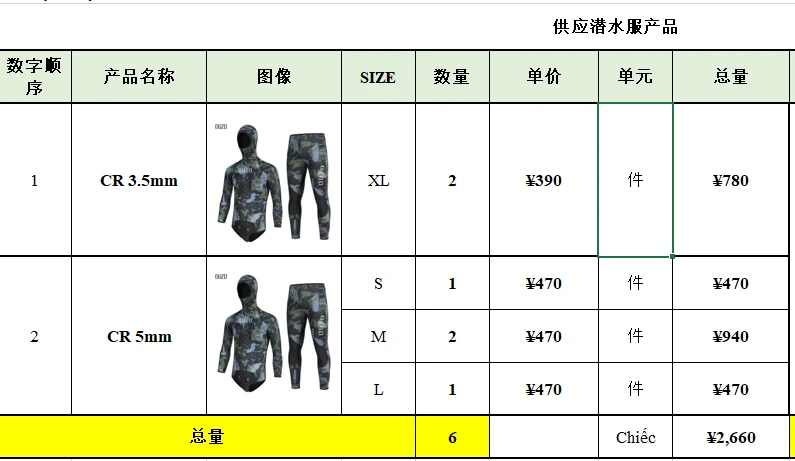 供应潜水服产品
数字顺序 产品名称 图像 SIZE 数量 单价 单元 总量
1 CR 3.5mm XL 2 ¥390 件 ¥780
2 CR 5mm S 1 ¥470 件 ¥470
M 2 ¥470 件 ¥940
L 1 ¥470 件 ¥470
总量 6 Chiếc ¥2,660